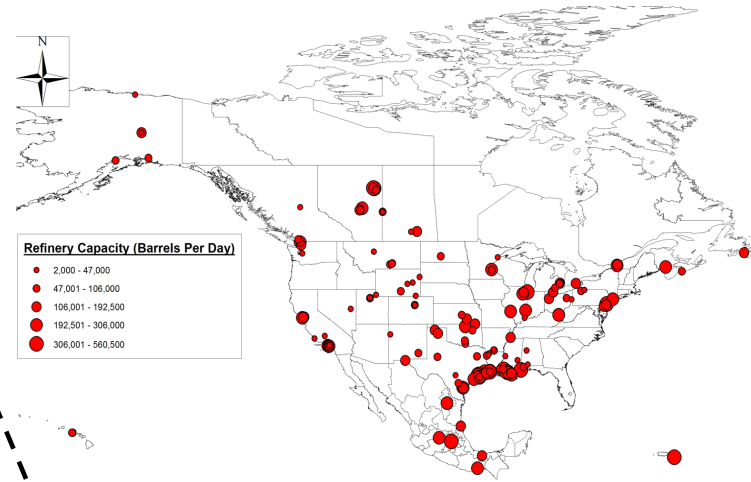 N
Refinery Capacity (Barrels Per Day)
2,000 - 47,000
47,001 - 106,000
106,001 - 192,500
192,501 - 306,000
306,001 - 560,500